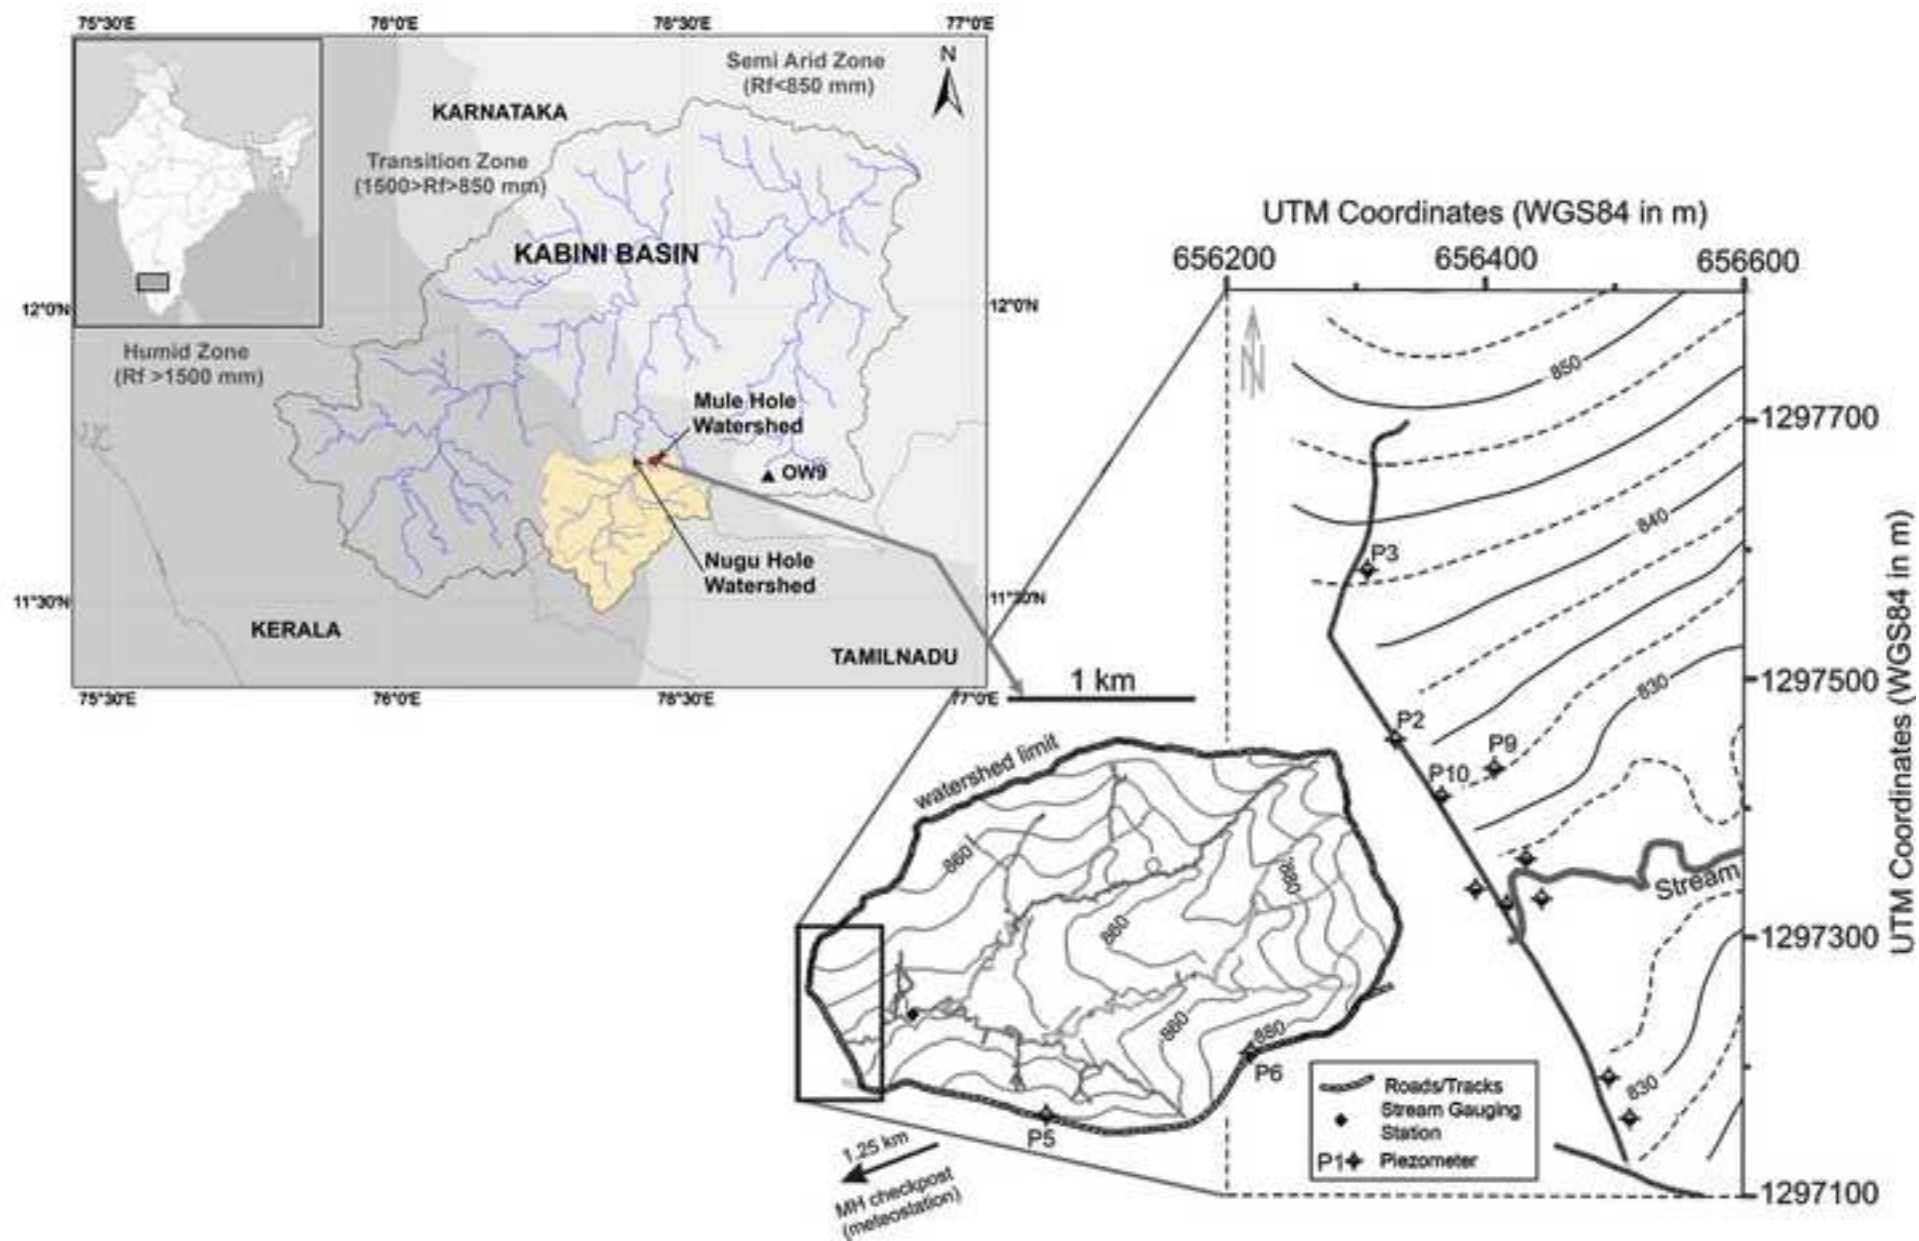 75°30'E
76°0'E
76°30'E
77°0'E
Semi Arid Zone
(Rf<850 mm)
N
KARNATAKA
Transition Zone
(1500>Rf>850 mm)
KABINI BASIN
12°0'N
12°0'N
Humid Zone
(Rf >1500 mm)
Mule Hole
Watershed
OW9
Nugu Hole
Watershed
11°30'N
11°30'N
KERALA
TAMILNADU
75°30'E
76°0'E
76°30'E
77°0'E
1 km
watershed limit
860
880
860
860
880
P6
P5
1.25 km
MH checkpost
(meteostation)
UTM Coordinates (WGS84 in m)
656200
656400
656600
N
850
1297700
840
P3
1297500
830
P2
P9
P10
Stream
1297300
830
1297100
UTM Coordinates (WGS84 in m)
Roads/Tracks
Stream Gauging
Station
P1
Piezometer